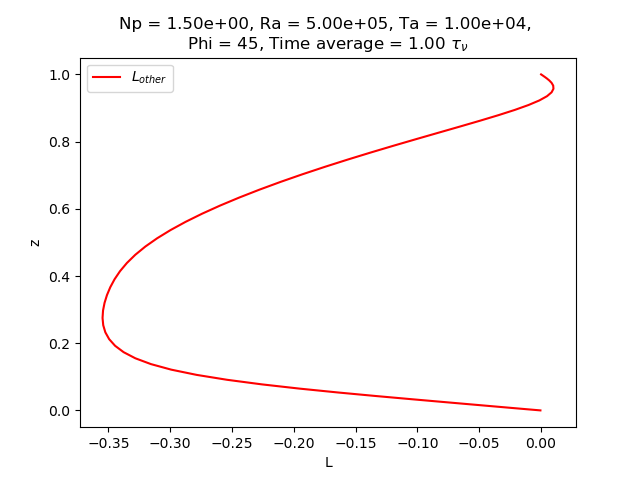 Np = 1.50e+00, Ra = 5.00e+05, Ta = 1.00e+04,
Phi = 45, Time average = 1.00 τ_ν
L_other
1.0
0.8
0.6
0.4
0.2
0.0
z
−0.35 −0.30 −0.25 −0.20 −0.15 −0.10 −0.05 0.00
L